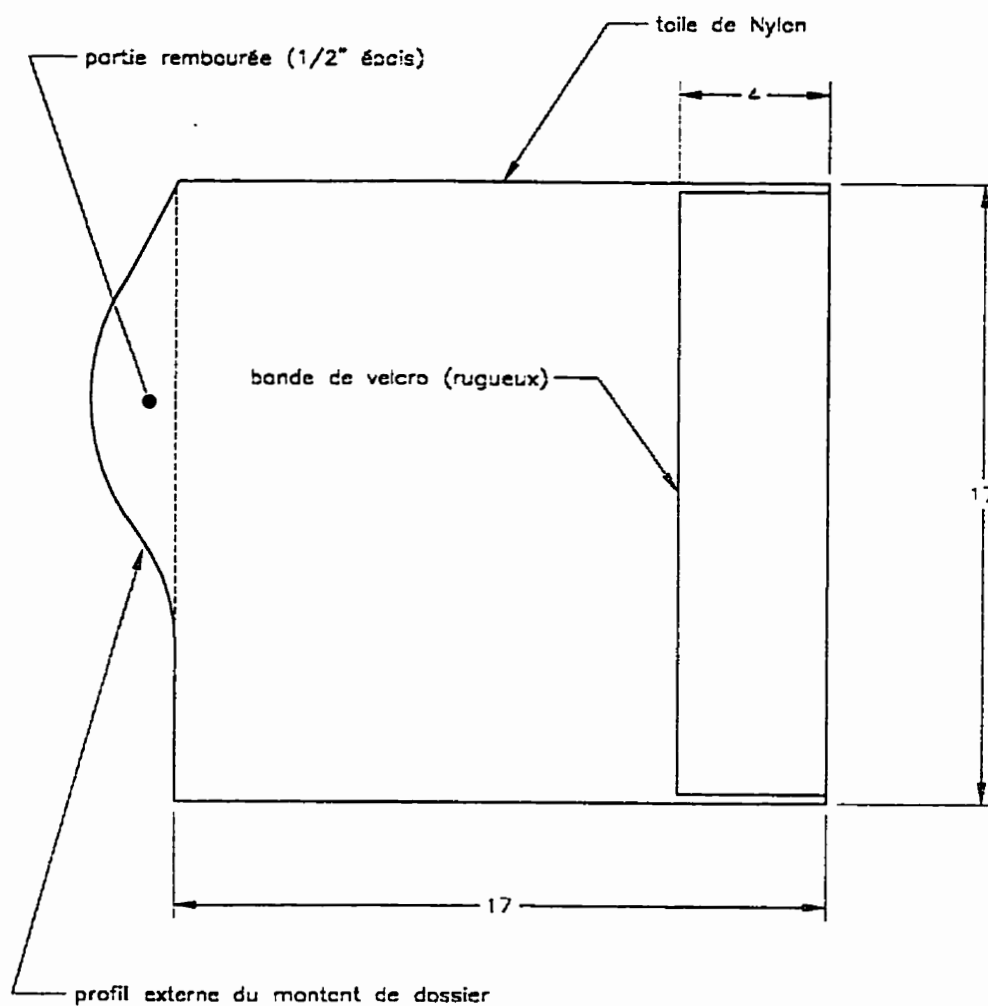 toile de Nylon
partie rembourée (1/2" épais)
4
bande de velcro (rugueux)
17
17
profil externe du montant de dossier